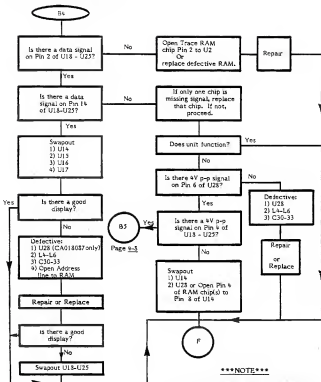 B4
Is there a data signal
on Pin 2 of U18 - U25?
No
Open Trace RAM
chip Pin 2 to U2
Or
replace defective RAM.
Repair
Yes
Is there a data
signal on Pin 14
of U18-U25?
No
If only one chip is
missing signal, replace
that chip. If not,
proceed.
Yes
Swapout
1) U14
2) U15
3) U16
4) U17
Does unit function?
Yes
No
Is there 4V p-p signal
on Pin 6 of U28?
No
Defective:
1) U28
2) L4-L6
3) C30-33
Yes
Is there a good
display?
No
B5
Page 4-8
Yes
Is there a 4V p-p
signal on Pin 4 of
U18 - U25?
Repair
or
Replace
Defective:
1) U28 (CA018087only)
2) L4-L6
3) C30-33
4) Open Address
line to RAM
No
Swapout
1) U14
2) U28 or Open Pin 4
of RAM chip(s) to
Pin 8 of U14
Repair or Replace
is there a good
display?
F
No
Swapout U18-U25
***NOTE***